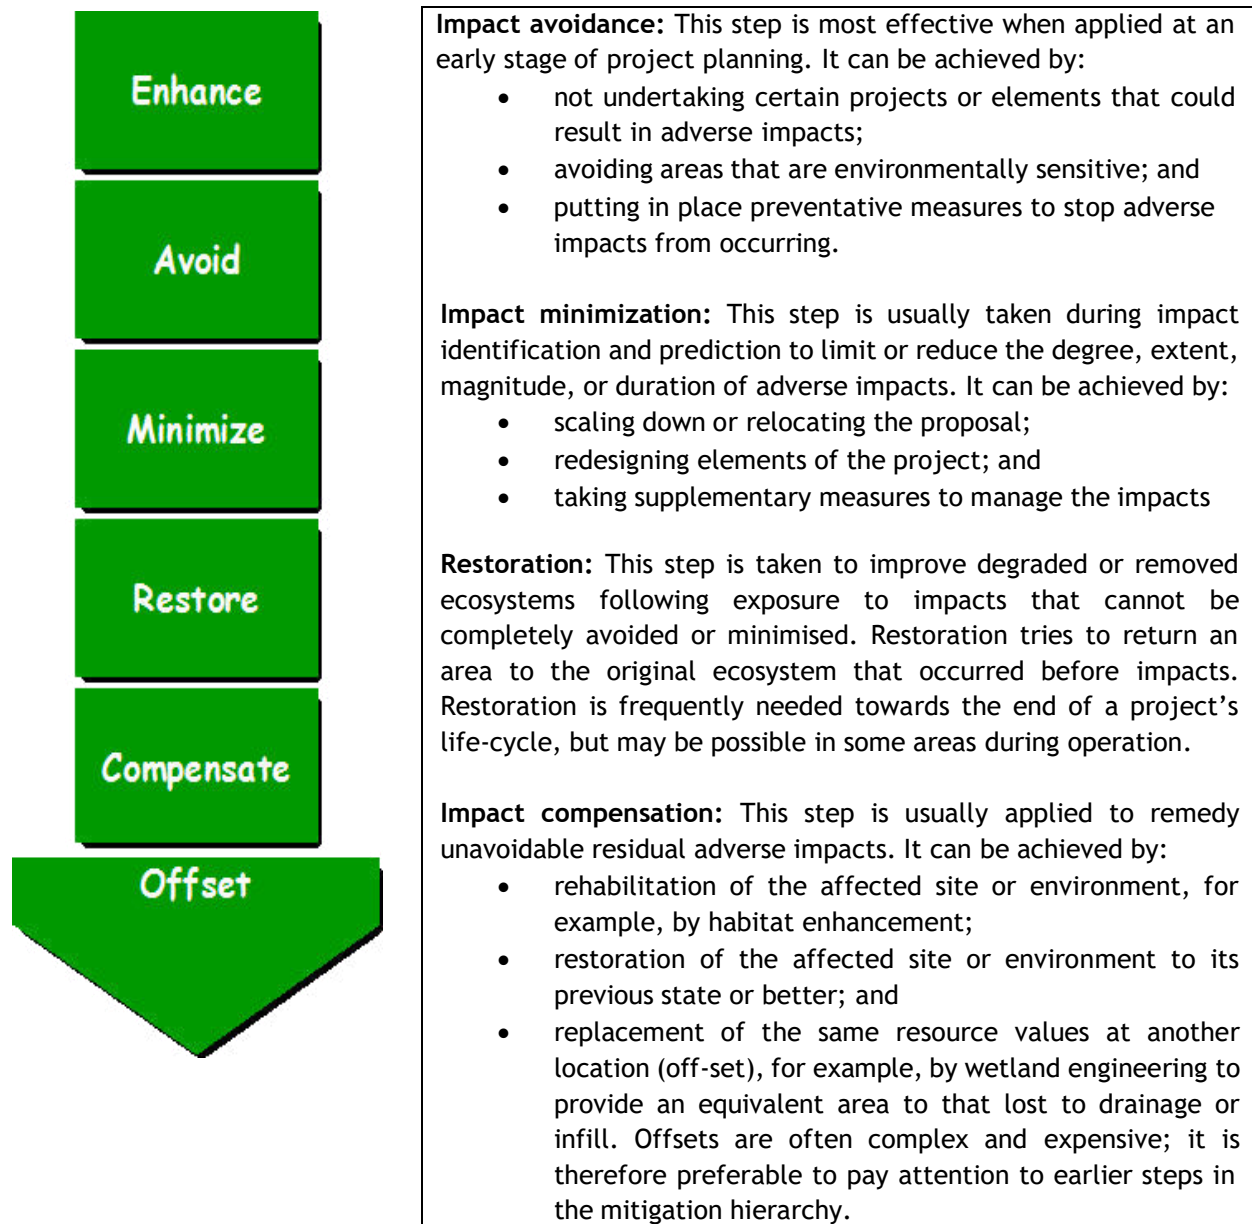 Enhance
Avoid
Minimize
Restore
Compensate
Offset
Impact avoidance: This step is most effective when applied at an
early stage of project planning. It can be achieved by:
• not undertaking certain projects or elements that could
result in adverse impacts;
• avoiding areas that are environmentally sensitive; and
• putting in place preventative measures to stop adverse
impacts from occurring.
Impact minimization: This step is usually taken during impact
identification and prediction to limit or reduce the degree, extent,
magnitude, or duration of adverse impacts. It can be achieved by:
• scaling down or relocating the proposal;
• redesigning elements of the project; and
• taking supplementary measures to manage the impacts
Restoration: This step is taken to improve degraded or removed
ecosystems following exposure to impacts that cannot be
completely avoided or minimised. Restoration tries to return an
area to the original ecosystem that occurred before impacts.
Restoration is frequently needed towards the end of a project’s
life-cycle, but may be possible in some areas during operation.
Impact compensation: This step is usually applied to remedy
unavoidable residual adverse impacts. It can be achieved by:
• rehabilitation of the affected site or environment, for
example, by habitat enhancement;
• restoration of the affected site or environment to its
previous state or better; and
• replacement of the same resource values at another
location (off-set), for example, by wetland engineering to
provide an equivalent area to that lost to drainage or
infill. Offsets are often complex and expensive; it is
therefore preferable to pay attention to earlier steps in
the mitigation hierarchy.